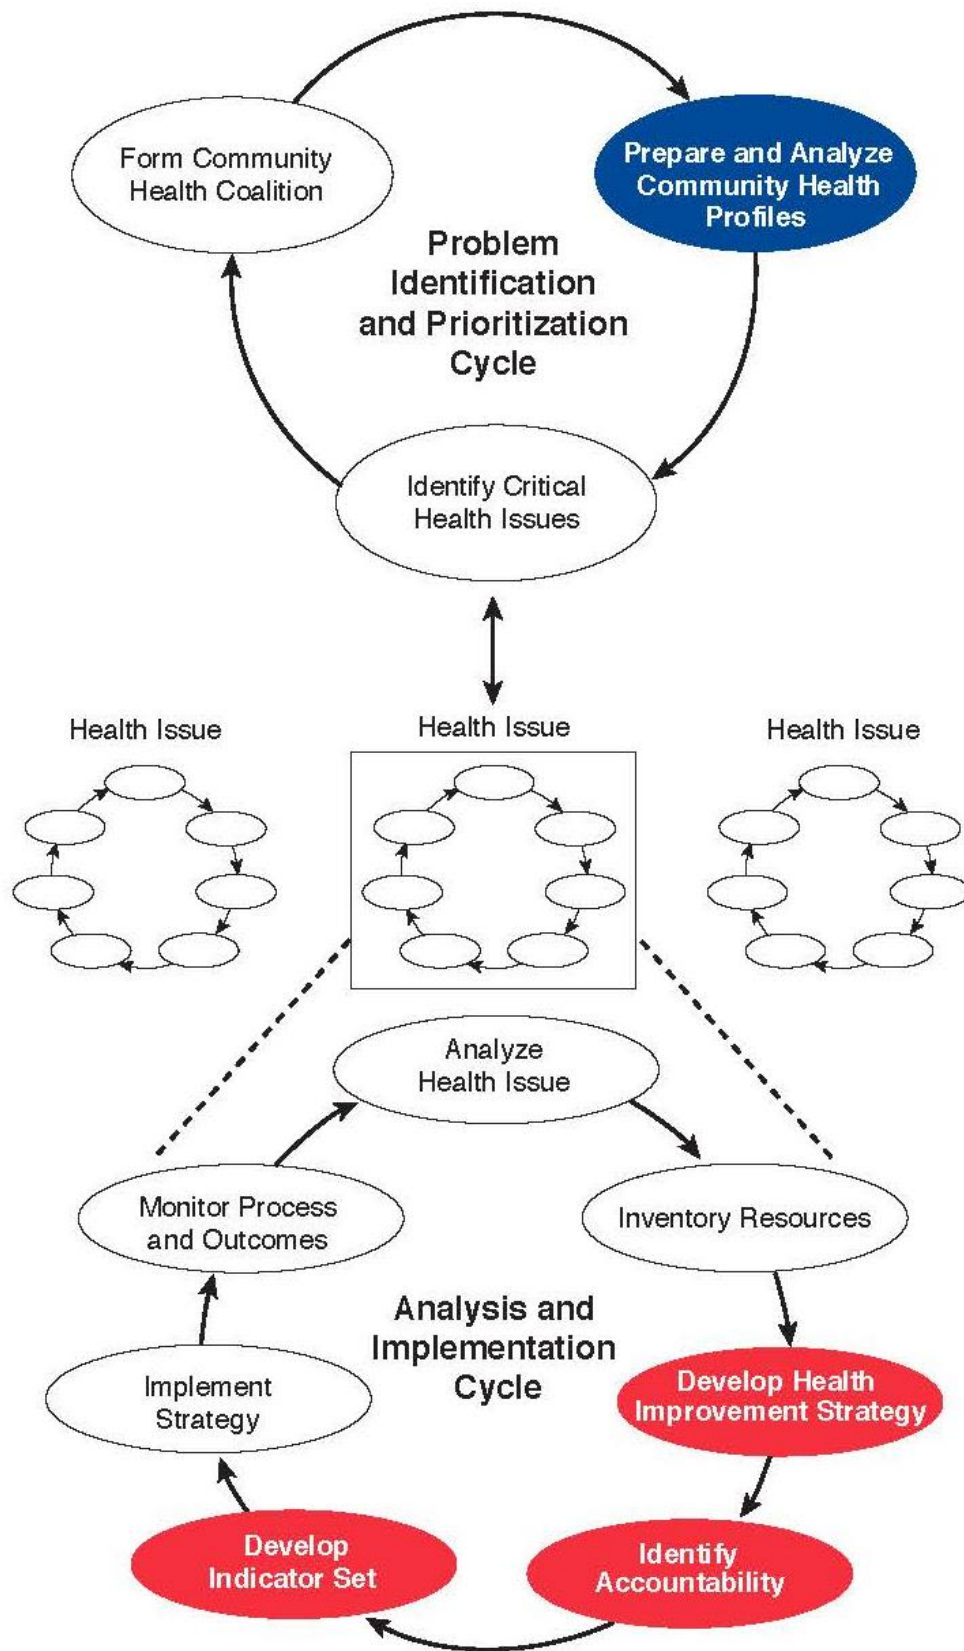 Form Community
Health Coalition
Prepare and Analyze
Community Health
Profiles
Problem
Identification
and Prioritization
Cycle
Identify Critical
Health Issues
Health Issue
Health Issue
Health Issue
Analyze
Health Issue
Monitor Process
and Outcomes
Inventory Resources
Analysis and
Implementation
Cycle
Implement
Strategy
Develop Health
Improvement Strategy
Develop
Indicator Set
Identify
Accountability